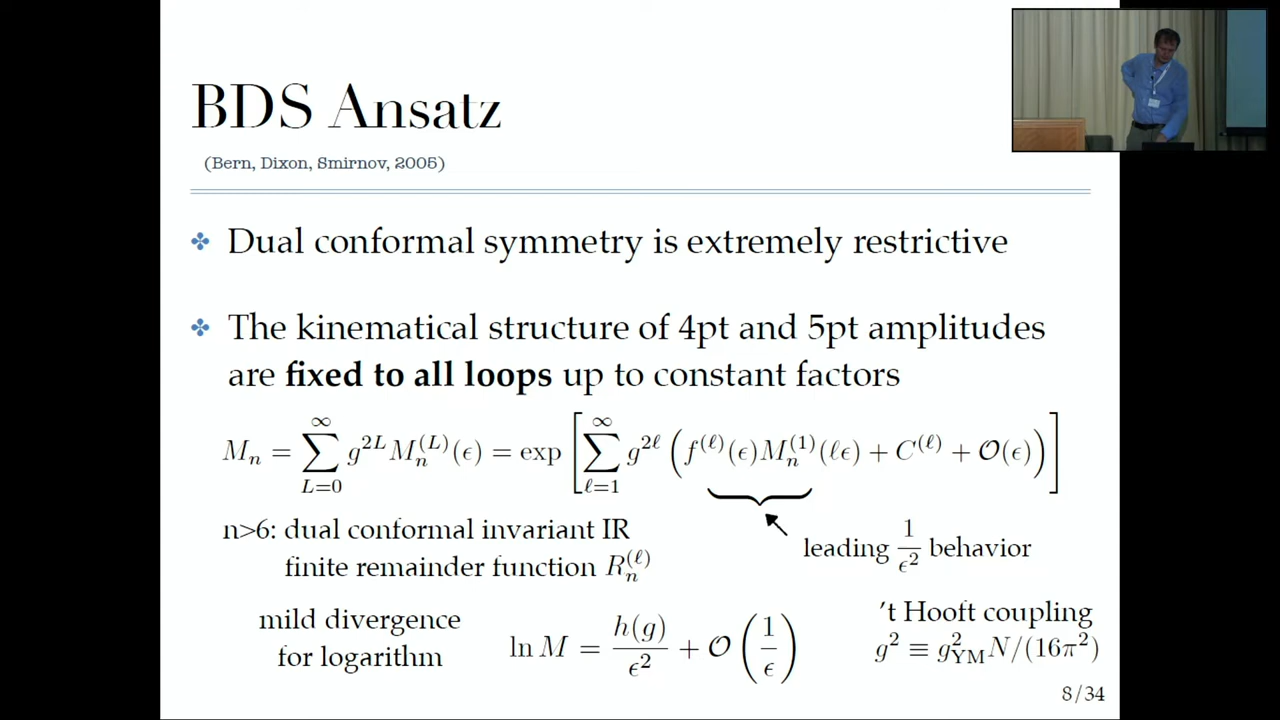 BDS Ansatz
(Bern, Dixon, Smirnov, 2005)
✤ Dual conformal symmetry is extremely restrictive
✤ The kinematical structure of 4pt and 5pt amplitudes
are fixed to all loops up to constant factors
M_n = \sum_{L=0}^{\infty} g^{2L} M_n^{(L)}(\epsilon) = \exp\left[\sum_{\ell=1}^{\infty} g^{2\ell} \left( f^{(\ell)}(\epsilon) M_n^{(1)}(\ell\epsilon) + C^{(\ell)} + \mathcal{O}(\epsilon) \right)\right]
n>6: dual conformal invariant IR
finite remainder function R_n^{(\ell)}
leading \frac{1}{\epsilon^2} behavior
mild divergence
for logarithm
\ln M = \frac{h(g)}{\epsilon^2} + \mathcal{O}\left(\frac{1}{\epsilon}\right)
't Hooft coupling
g^2 \equiv g_{YM}^2 N/(16\pi^2)
8/34